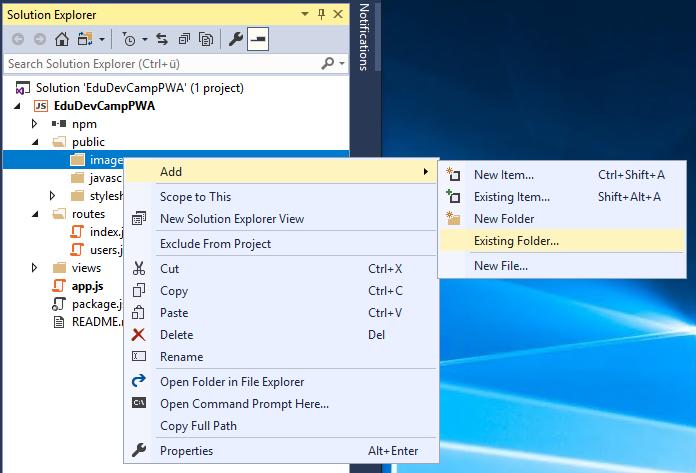 Solution Explorer
Notifications
Search Solution Explorer (Ctrl+ü)
Solution 'EduDevCampPWA' (1 project)
JS EduDevCampPWA
npm
public
image
javasc
stylesh
routes
index.j
users.j
views
app.js
package.j
README.
Add
Scope to This
New Solution Explorer View
Exclude From Project
Cut Ctrl+X
Copy Ctrl+C
Paste Ctrl+V
Delete Del
Rename
Open Folder in File Explorer
C:\ Open Command Prompt Here...
Copy Full Path
Properties Alt+Enter
New Item... Ctrl+Shift+A
Existing Item... Shift+Alt+A
New Folder
Existing Folder...
New File...